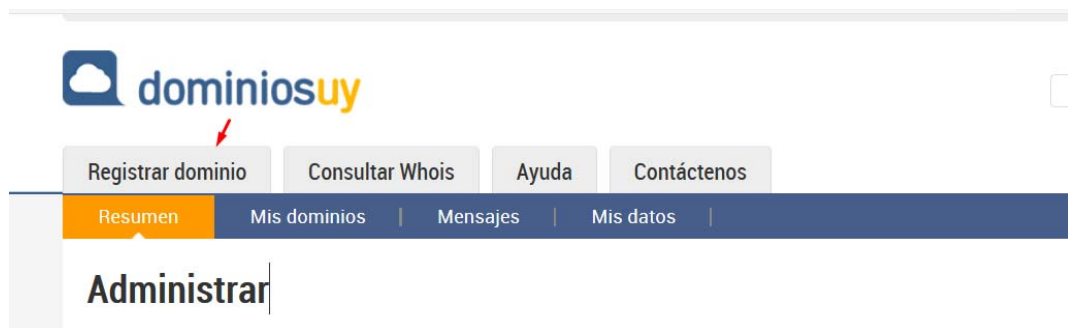 dominiosuy
Registrar dominio Consultar Whois Ayuda Contáctenos
Resumen Mis dominios | Mensajes | Mis datos |
Administrar